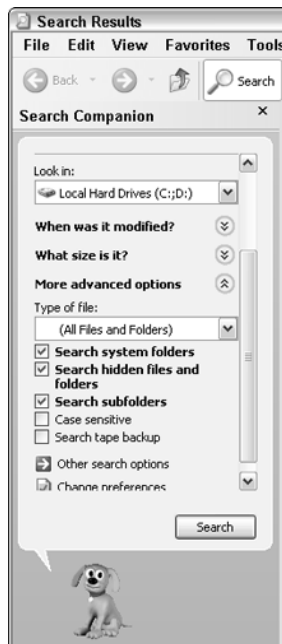 Search Results
File Edit View Favorites Tools
Back Search
Search Companion
Look in:
Local Hard Drives (C:;D:)
When was it modified?
What size is it?
More advanced options
Type of file:
(All Files and Folders)
Search system folders
Search hidden files and
folders
Search subfolders
Case sensitive
Search tape backup
Other search options
Change preferences
Search